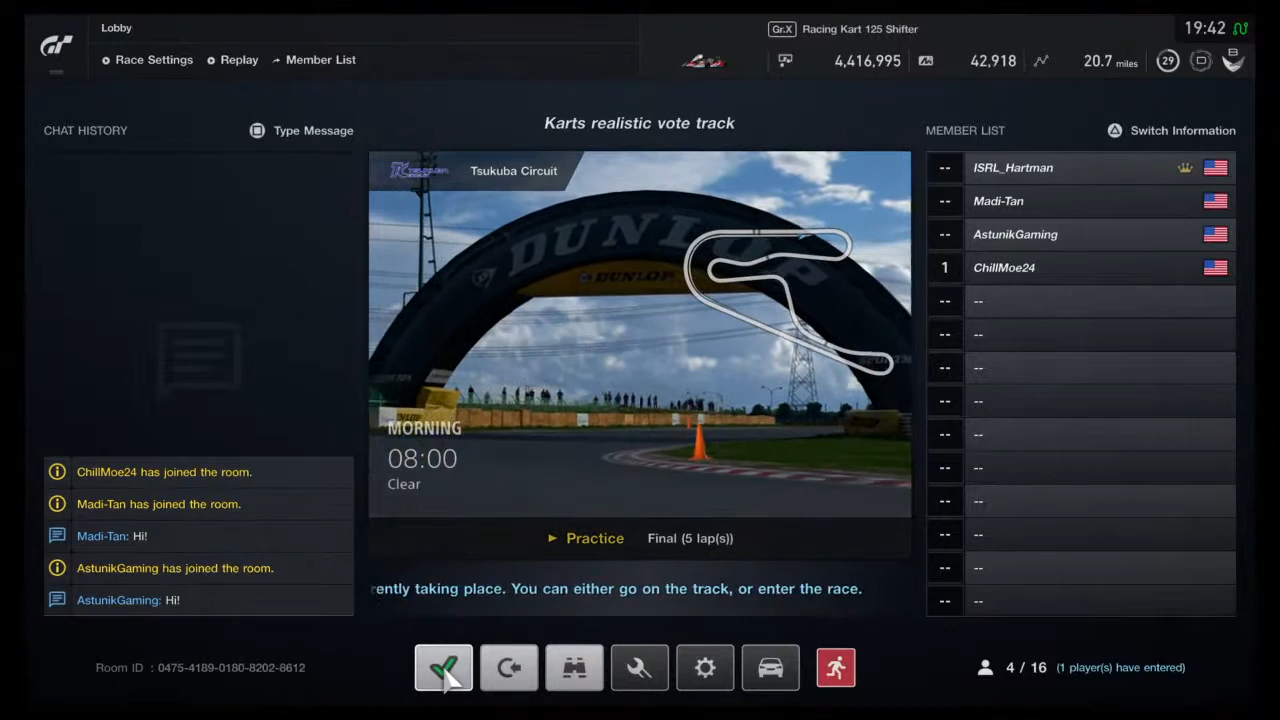 Lobby
Gr.X Racing Kart 125 Shifter
19:42
Race Settings Replay Member List
4,416,995 42,918 20.7 miles 29 B
CHAT HISTORY Type Message
Karts realistic vote track
MEMBER LIST Switch Information
Tsukuba Circuit
DUNLOP
DUNLOP
MORNING
08:00
Clear
-- ISRL_Hartman
-- Madi-Tan
-- AstunikGaming
1 ChillMoe24
-- --
-- --
-- --
-- --
-- --
-- --
-- --
-- --
-- --
-- --
ChillMoe24 has joined the room.
Madi-Tan has joined the room.
Madi-Tan: Hi!
AstunikGaming has joined the room.
AstunikGaming: Hi!
Practice Final (5 lap(s))
rently taking place. You can either go on the track, or enter the race.
Room ID : 0475-4189-0180-8202-8612
4 / 16 (1 player(s) have entered)